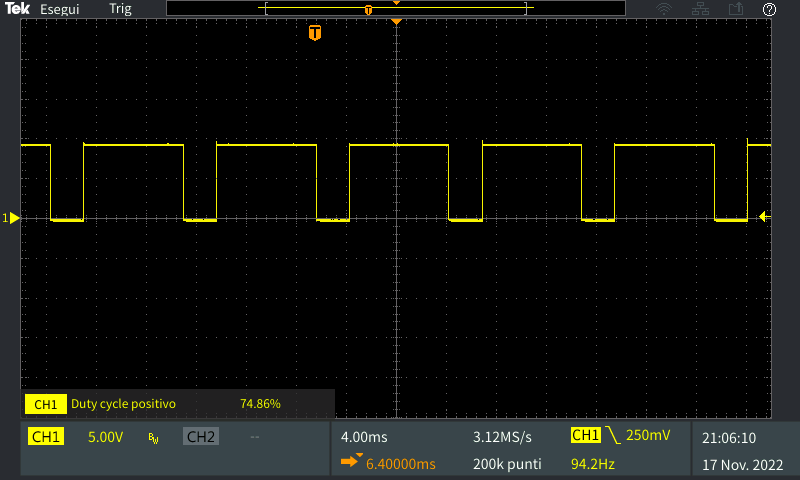 Tek Esegui Trig
T
T
1
CH1 Duty cycle positivo 74.86%
CH1 5.00V BW CH2 -- 4.00ms 3.12MS/s CH1 250mV 21:06:10
6.40000ms 200k punti 94.2Hz 17 Nov. 2022